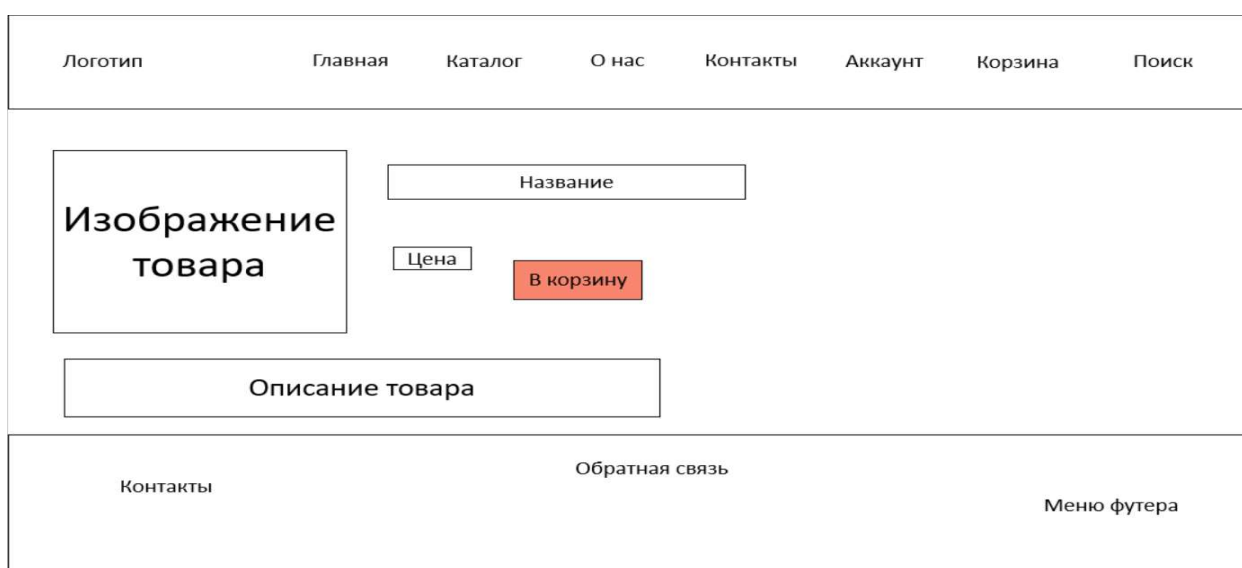 Логотип
Главная
Каталог
О нас
Контакты
Аккаунт
Корзина
Поиск
Изображение
товара
Название
Цена
В корзину
Описание товара
Контакты
Обратная связь
Меню футера